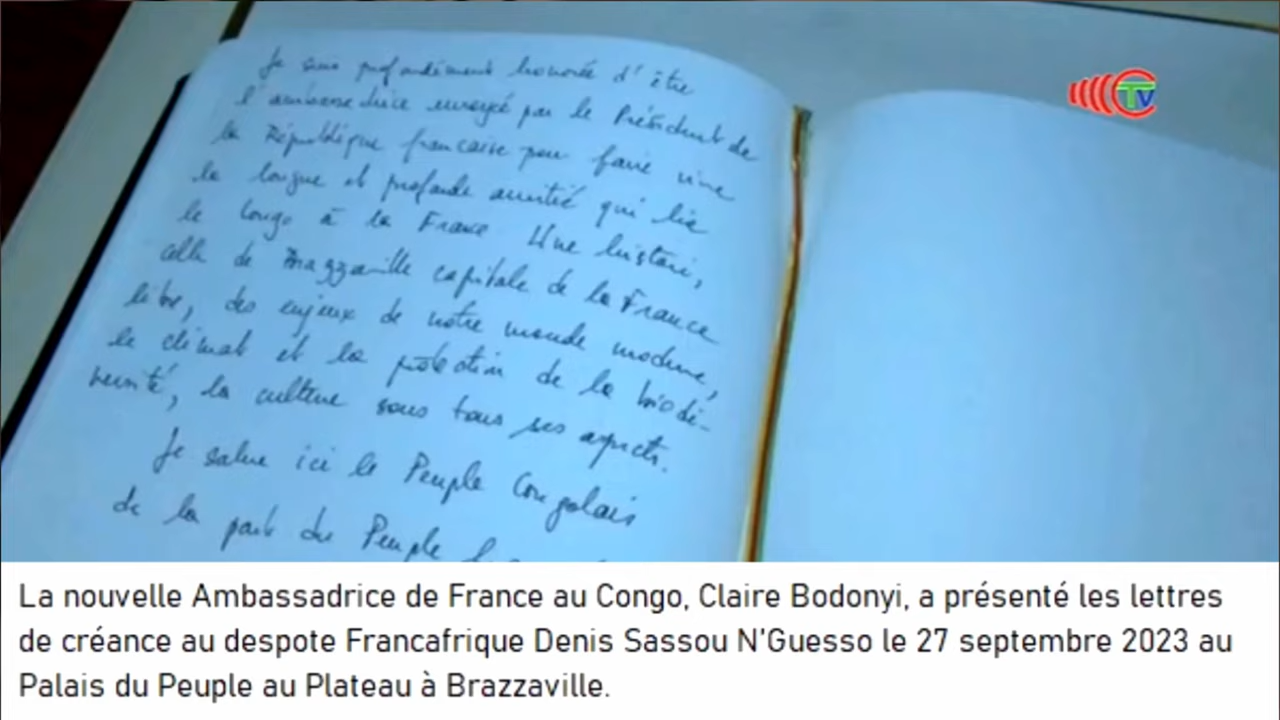 Je suis profondément honorée d'être
l'ambassadrice envoyé par le Président de
la République française pour faire vivre
la longue et profonde amitié qui lie
le Congo à la France. Une histoire,
celle de Brazzaville capitale de la France
libre, des enjeux de notre monde moderne,
le climat et la protection de la biodi-
versité, la culture sous tous ses aspects.
Je salue ici le Peuple Congolais
de la part du Peuple
TV
La nouvelle Ambassadrice de France au Congo, Claire Bodonyi, a présenté les lettres
de créance au despote Francafrique Denis Sassou N'Guesso le 27 septembre 2023 au
Palais du Peuple au Plateau à Brazzaville.